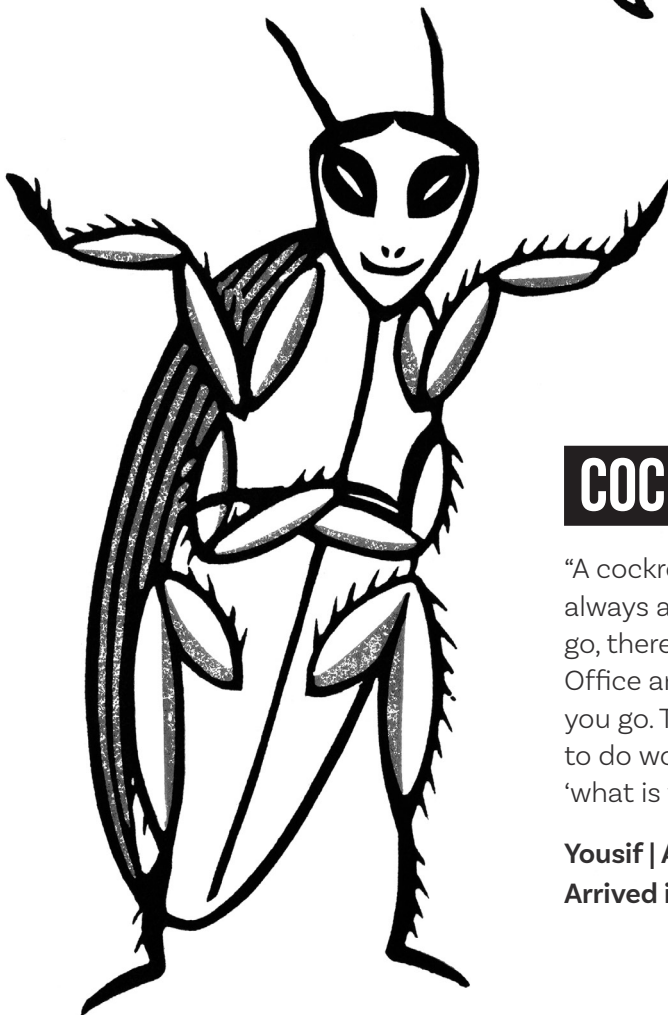 COC
“A cockro
always a
go, there
Office ar
you go. T
to do wo
‘what is
Yousif | A
Arrived i